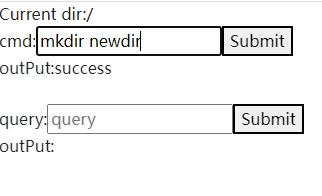 Current dir:/
cmd:mkdir newdir Submit
outPut:success
query:query Submit
outPut: